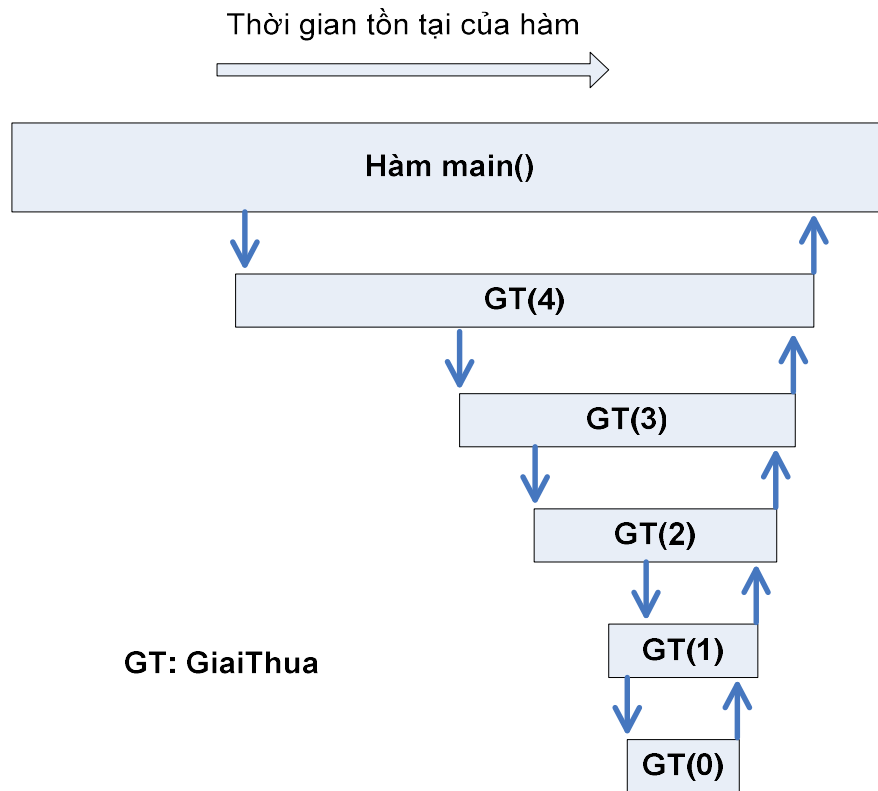 Thời gian tồn tại của hàm
Hàm main()
GT(4)
GT(3)
GT(2)
GT(1)
GT: GiaiThua
GT(0)